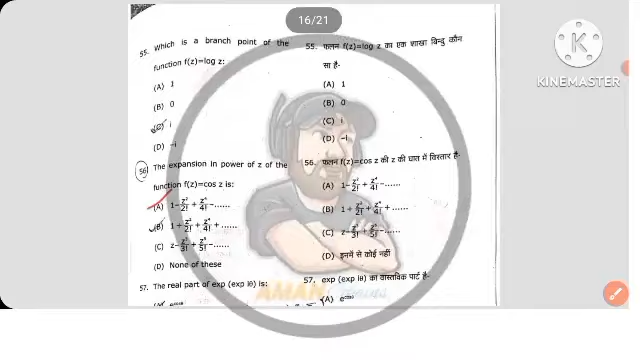 16/21
KINEMASTER
55. Which is a branch point of the function f(z)=log z:
(A) 1
(B) 0
(C) i
(D) -i
56. The expansion in power of z of the function f(z)=cos z is:
(A) 1-z²/2!+z⁴/4!-......
(B) 1+z²/2!+z⁴/4!+......
(C) z-z³/3!+z⁵/5!-......
(D) None of these
57. The real part of exp (exp iθ) is:
55. फलन f(z)=log z का एक शाखा बिन्दु कौन सा है-
(A) 1
(B) 0
(C) i
(D) -i
56. फलन f(z)=cos z की z की घात में विस्तार है-
(A) 1-z²/2!+z⁴/4!-......
(B) 1+z²/2!+z⁴/4!+......
(C) z-z³/3!+z⁵/5!-......
(D) इनमें से कोई नहीं
57. exp (exp iθ) का वास्तविक पार्ट है-
(A) e^cosθ
AMAN